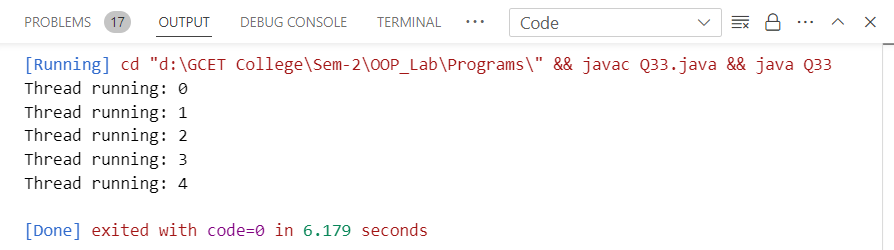 PROBLEMS 17 OUTPUT DEBUG CONSOLE TERMINAL ··· Code ···
[Running] cd "d:\GCET College\Sem-2\OOP_Lab\Programs\" && javac Q33.java && java Q33
Thread running: 0
Thread running: 1
Thread running: 2
Thread running: 3
Thread running: 4
[Done] exited with code=0 in 6.179 seconds